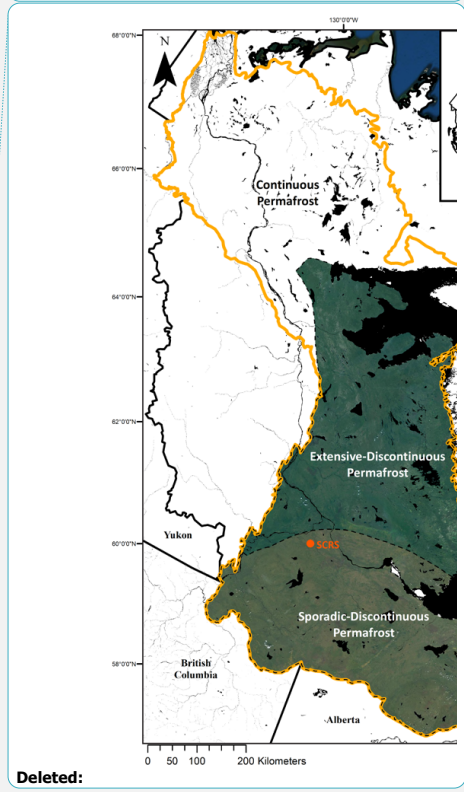 130°0'0"W
68°0'0"N
N
66°0'0"N
Continuous
Permafrost
64°0'0"N
62°0'0"N
Extensive-Discontinuous
Permafrost
Yukon
60°0'0"N
SCRS
Sporadic-Discontinuous
Permafrost
58°0'0"N
British
Columbia
Alberta
0 50 100 200 Kilometers
Deleted: